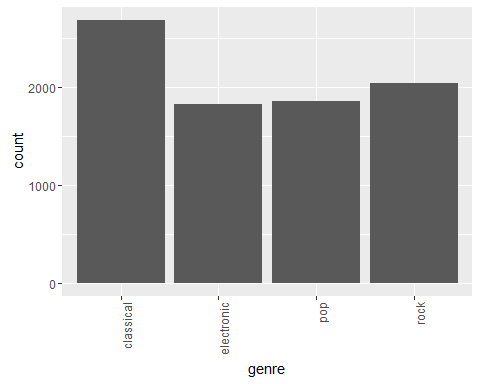 count
2000
1000
0
classical
electronic
pop
rock
genre